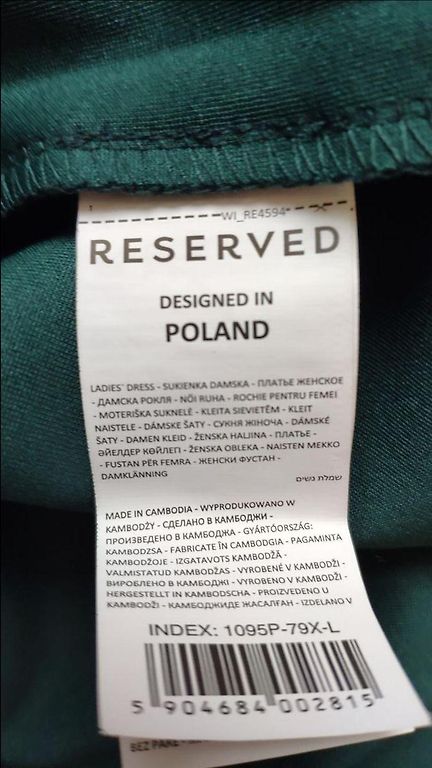 WI_RE4594
RESERVED
DESIGNED IN
POLAND
LADIES' DRESS - SUKIENKA DAMSKA - ПЛАТЬЕ ЖЕНСКОЕ
- ДАМСКА РОКЛЯ - NŐI RUHA - ROCHIE PENTRU FEMEI
- MOTERIŠKA SUKNELĖ - KLEITA SIEVIETĒM - KLEIT
NAISTELE - DÁMSKE ŠATY - СУКНЯ ЖІНОЧА - DÁMSKÉ
ŠATY - DAMEN KLEID - ŽENSKA HALJINA - ПЛАТЬЕ -
ӘЙЕЛДЕР КӨЙЛЕГІ - ŽENSKA OBLEKA - NAISTEN MEKKO
- FUSTAN PËR FEMRA - ЖЕНСКИ ФУСТАН -
DAMKLÄNNING
שמלת נשים
MADE IN CAMBODIA - WYPRODUKOWANO W
KAMBODŻY - СДЕЛАНО В КАМБОДЖИ -
ПРОИЗВЕДЕНО В КАМБОДЖА - GYÁRTÓORSZÁG:
KAMBODZSA - FABRICATE ÎN CAMBODGIA - PAGAMINTA
KAMBODŽOJE - IZGATAVOTS KAMBODŽĀ -
VALMISTATUD KAMBODŽAS - VYROBENÉ V KAMBODŽI -
ВИРОБЛЕНО В КАМБОДЖІ - VYROBENO V KAMBODŽI -
HERGESTELLT IN KAMBODSCHA - PROIZVEDENO U
KAMBODŽI - КАМБОДЖИДЕ ЖАСАЛҒАН - IZDELANO V
INDEX: 1095P-79X-L
5 904684 002815